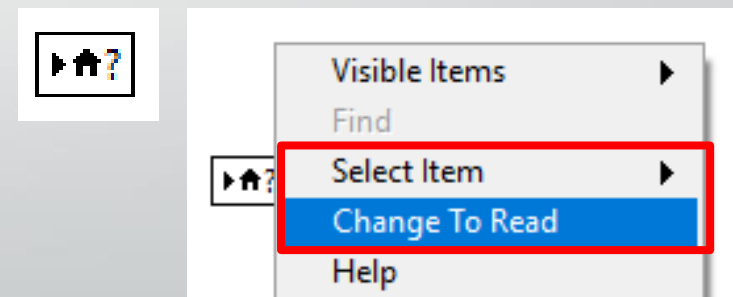 ?
Visible Items
Find
?
Select Item
Change To Read
Help